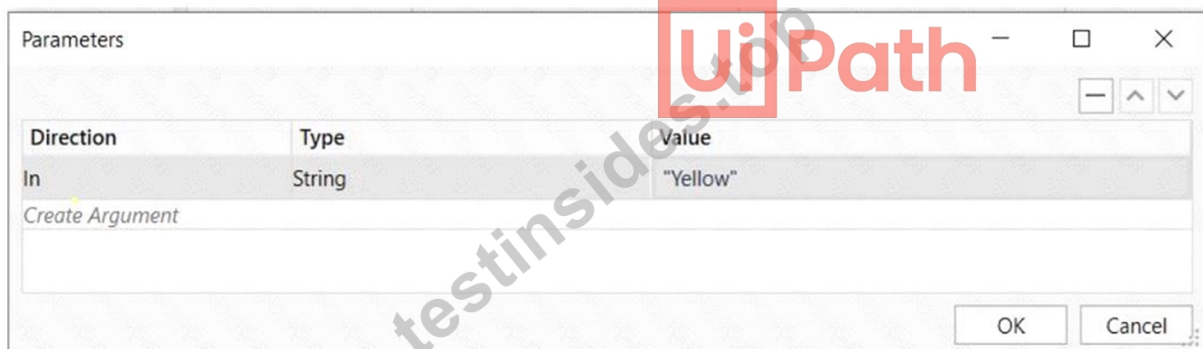 Parameters
UiPath
Direction Type Value
In String "Yellow"
Create Argument
OK Cancel
testinsides.top